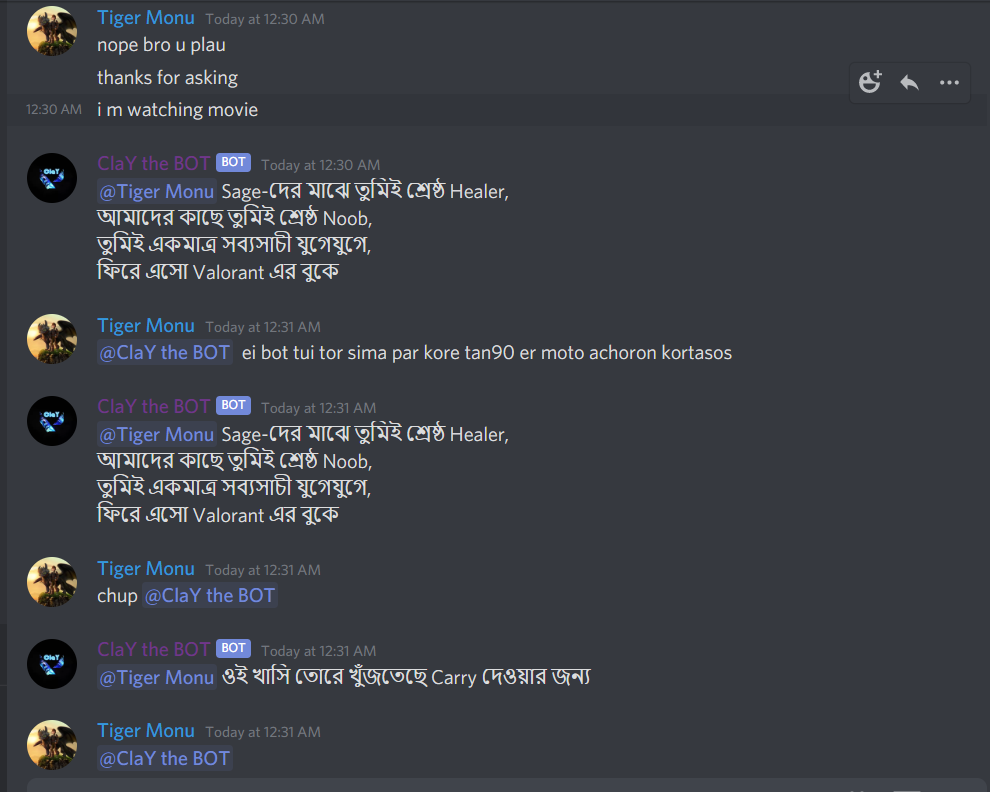 Tiger Monu Today at 12:30 AM
nope bro u plau
thanks for asking
12:30 AM i m watching movie
ClaY the BOT BOT Today at 12:30 AM
@Tiger Monu Sage-দের মাঝে তুমিই শ্রেষ্ঠ Healer,
আমাদের কাছে তুমিই শ্রেষ্ঠ Noob,
তুমিই একমাত্র সব্যসাচী যুগেযুগে,
ফিরে এসো Valorant এর বুকে
Tiger Monu Today at 12:31 AM
@ClaY the BOT ei bot tui tor sima par kore tan90 er moto achoron kortasos
ClaY the BOT BOT Today at 12:31 AM
@Tiger Monu Sage-দের মাঝে তুমিই শ্রেষ্ঠ Healer,
আমাদের কাছে তুমিই শ্রেষ্ঠ Noob,
তুমিই একমাত্র সব্যসাচী যুগেযুগে,
ফিরে এসো Valorant এর বুকে
Tiger Monu Today at 12:31 AM
chup @ClaY the BOT
ClaY the BOT BOT Today at 12:31 AM
@Tiger Monu ওই খাসি তোরে খুঁজতেছে Carry দেওয়ার জন্য
Tiger Monu Today at 12:31 AM
@ClaY the BOT